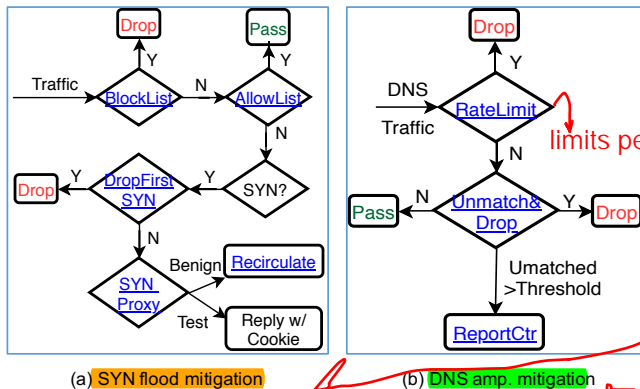 Drop
Pass
Y
Y
Traffic
BlockList
N
AllowList
N
Drop
Y
DropFirst
SYN
Y
SYN?
N
SYN
Proxy
Benign
Recirculate
Test
Reply w/
Cookie
(a) SYN flood mitigation
Drop
Y
DNS
Traffic
RateLimit
limits pe
N
Pass
N
Unmatch&
Drop
Y
Drop
Umatched
>Threshold
ReportCtr
(b) DNS amp. mitigation